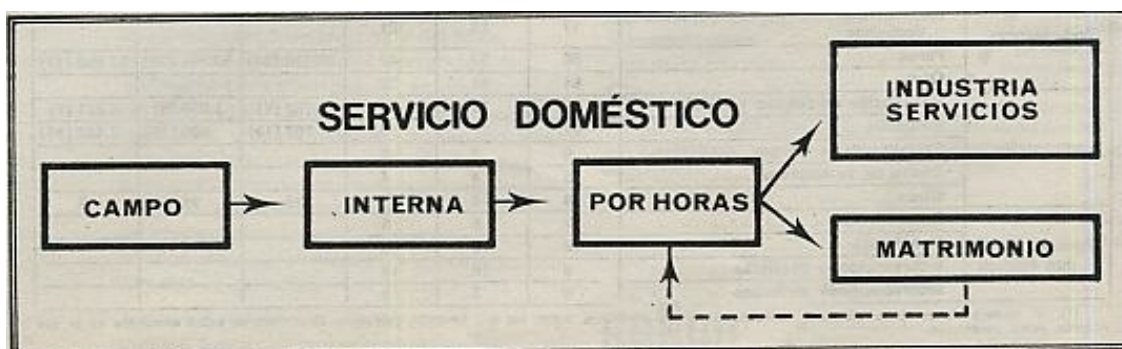 SERVICIO DOMÉSTICO
CAMPO
INTERNA
POR HORAS
INDUSTRIA
SERVICIOS
MATRIMONIO